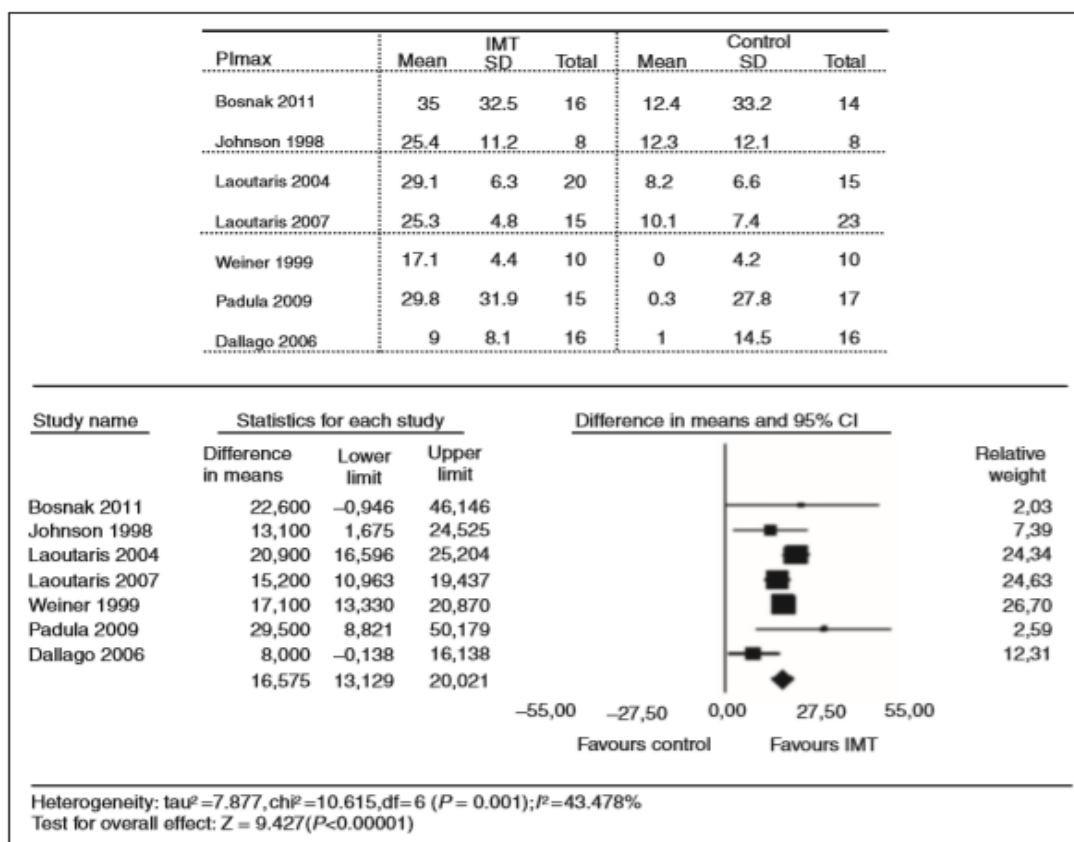 PImax IMT Control
Mean SD Total Mean SD Total
Bosnak 2011 35 32.5 16 12.4 33.2 14
Johnson 1998 25.4 11.2 8 12.3 12.1 8
Laoutaris 2004 29.1 6.3 20 8.2 6.6 15
Laoutaris 2007 25.3 4.8 15 10.1 7.4 23
Weiner 1999 17.1 4.4 10 0 4.2 10
Padula 2009 29.8 31.9 15 0.3 27.8 17
Dallago 2006 9 8.1 16 1 14.5 16
Study name Statistics for each study Difference in means and 95% CI
Difference in means Lower limit Upper limit Relative weight
Bosnak 2011 22,600 –0,946 46,146 2,03
Johnson 1998 13,100 1,675 24,525 7,39
Laoutaris 2004 20,900 16,596 25,204 24,34
Laoutaris 2007 15,200 10,963 19,437 24,63
Weiner 1999 17,100 13,330 20,870 26,70
Padula 2009 29,500 8,821 50,179 2,59
Dallago 2006 8,000 –0,138 16,138 12,31
16,575 13,129 20,021
–55,00 –27,50 0,00 27,50 55,00
Favours control Favours IMT
Heterogeneity: tau²=7.877,chi²=10.615,df=6 (P = 0.001);I²=43.478%
Test for overall effect: Z = 9.427(P<0.00001)